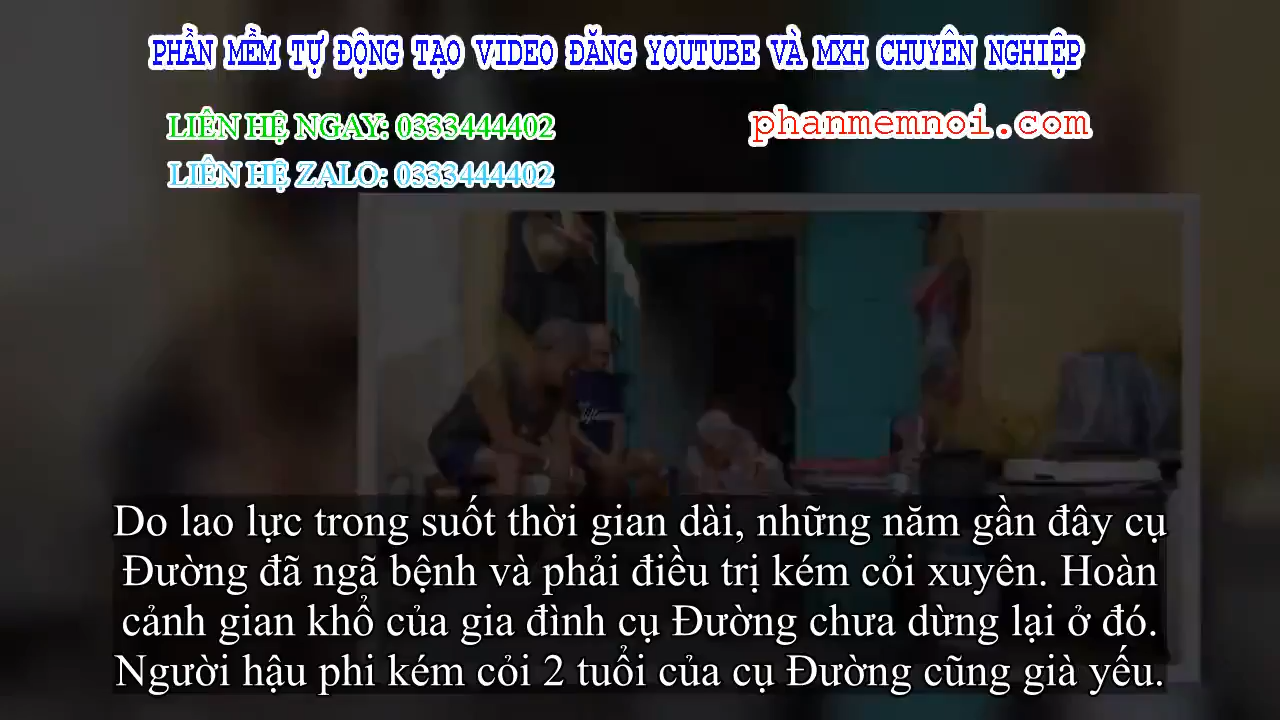 PHẦN MỀM TỰ ĐỘNG TẠO VIDEO ĐĂNG YOUTUBE VÀ MXH CHUYÊN NGHIỆP
LIÊN HỆ NGAY: 0333444402
phanmemnoi.com
LIÊN HỆ ZALO: 0333444402
Do lao lực trong suốt thời gian dài, những năm gần đây cụ
Đường đã ngã bệnh và phải điều trị kém cỏi xuyên. Hoàn
cảnh gian khổ của gia đình cụ Đường chưa dừng lại ở đó.
Người hậu phi kém cỏi 2 tuổi của cụ Đường cũng già yếu.